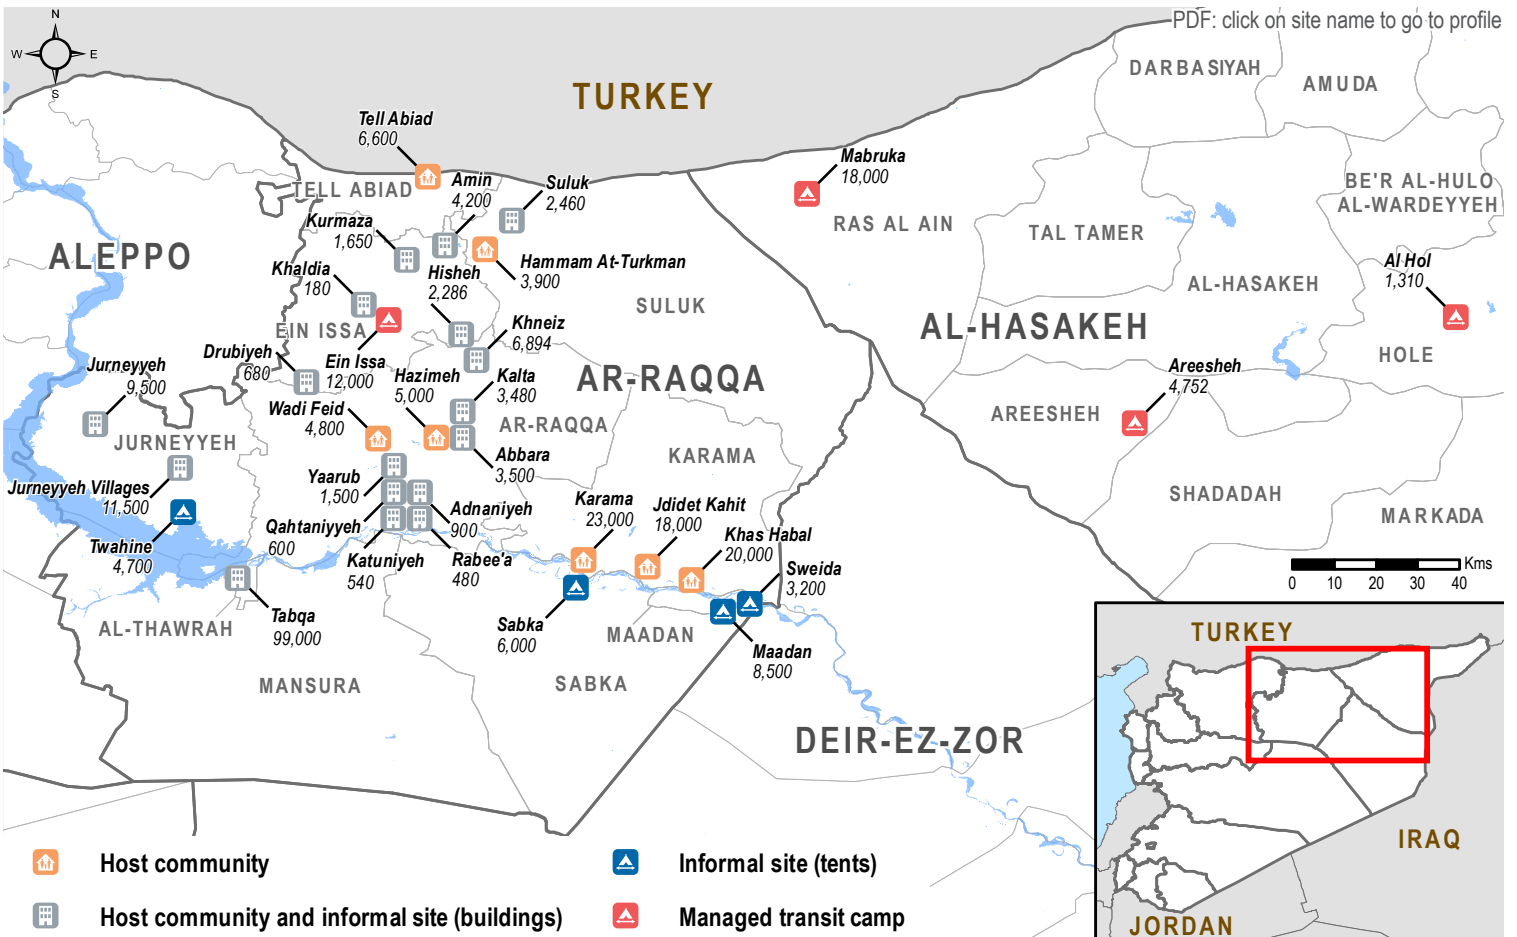 PDF: click on site name to go to profile
N
W
E
S
TURKEY
DARBASIYAH
AMUDA
Tell Abiad
6,600
TELL ABIAD
Amin
4,200
Suluk
2,460
Mabruka
18,000
RAS AL AIN
BE'R AL-HULO
AL-WARDEYYEH
TAL TAMER
Kurmaza
1,650
ALEPPO
Khaldia
180
Hisheh
2,286
Hammam At-Turkman
3,900
SULUK
Al Hol
1,310
AL-HASAKEH
AL-HASAKEH
EIN ISSA
Khneiz
6,894
HOLE
Drubiyeh
680
Ein Issa
12,000
Jurneyyeh
9,500
Hazimeh
5,000
Kalta
3,480
AR-RAQQA
Areesheh
4,752
AREESHEH
Wadi Feid
4,800
AR-RAQQA
JURNEYYEH
Abbara
3,500
KARAMA
Jurneyyeh Villages
11,500
Yaarub
1,500
SHADADAH
MARKADA
Qahtaniyyeh
600
Adnaniyeh
900
Karama
23,000
Jdidet Kahit
18,000
Khas Habal
20,000
Twahine
4,700
Katuniyeh
540
Rabee'a
480
Sweida
3,200
0
10
20
30
40
Kms
Tabqa
99,000
AL-THAWRAH
Sabka
6,000
MAADAN
Maadan
8,500
MANSURA
SABKA
DEIR-EZ-ZOR
TURKEY
IRAQ
JORDAN
Host community
Informal site (tents)
Host community and informal site (buildings)
Managed transit camp